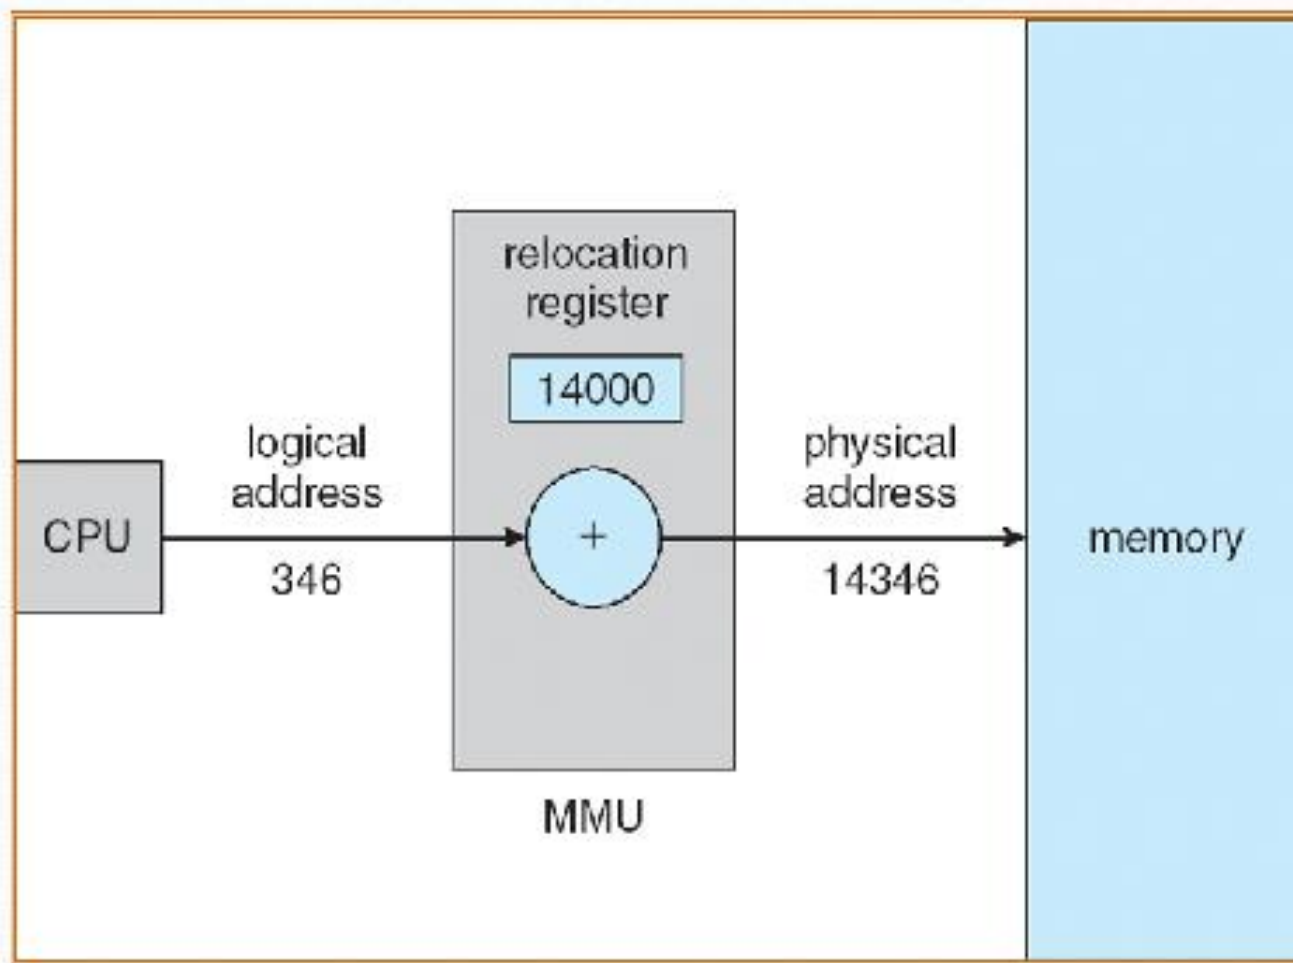 relocation
register
14000
logical
address
346
CPU
+
physical
address
14346
memory
MMU